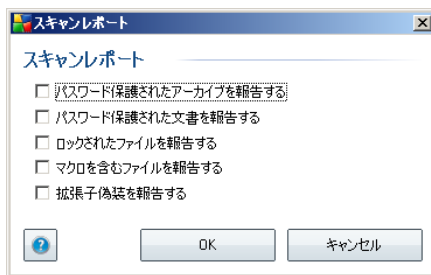 スキャンレポート
スキャンレポート
パスワード保護されたアーカイブを報告する
パスワード保護された文書を報告する
ロックされたファイルを報告する
マクロを含むファイルを報告する
拡張子偽装を報告する
?
OK
キャンセル